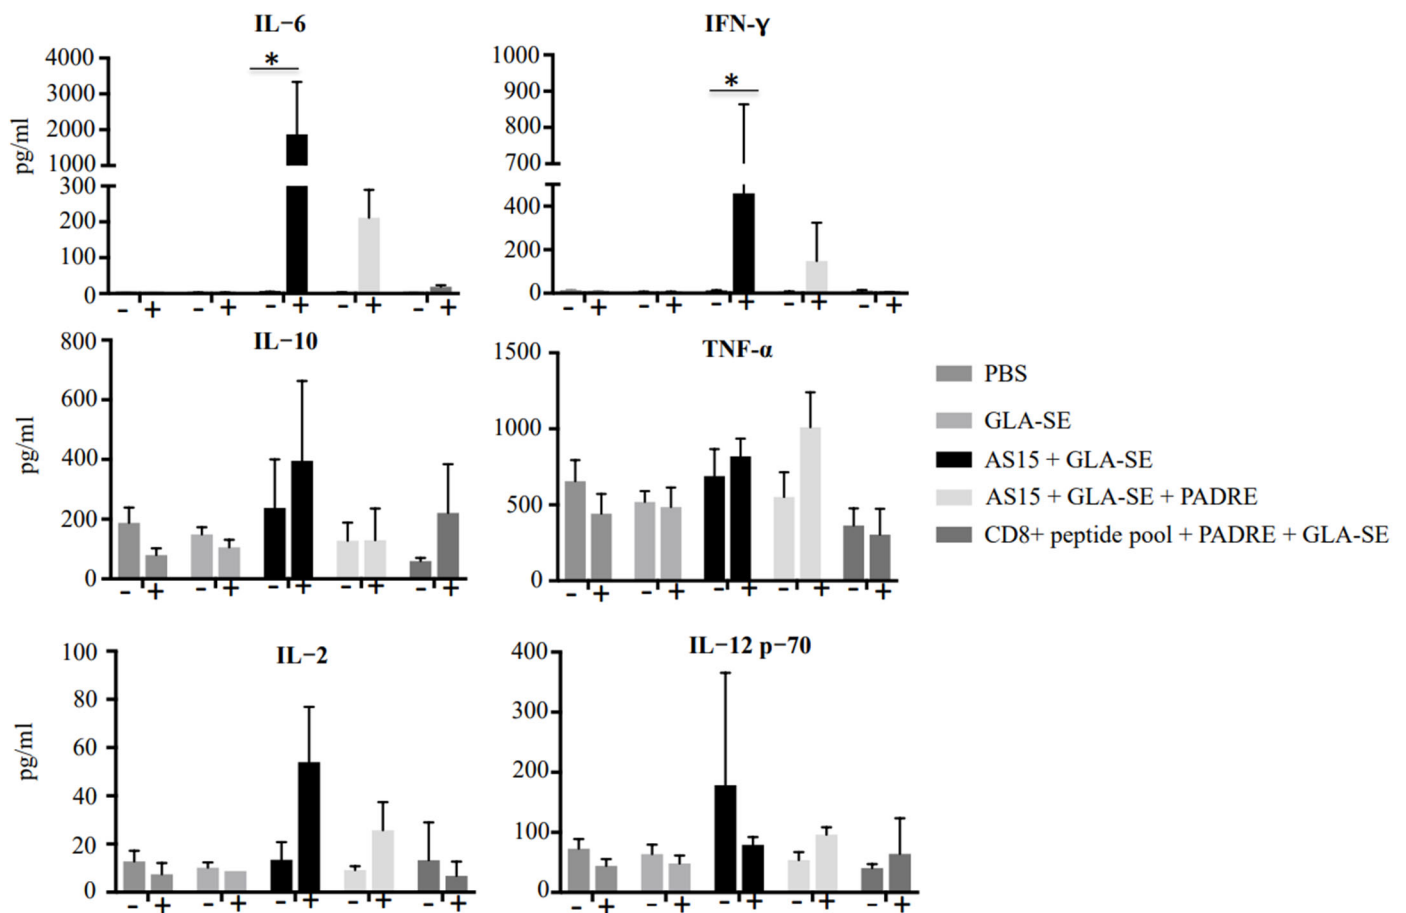 IL−6
IFN-γ
*
*
pg/ml
4000
3000
2000
1000
300
200
100
0
- + - + - + - + - +
1000
900
800
700
400
200
0
- + - + - + - + - +
IL−10
TNF-α
pg/ml
800
600
400
200
0
- + - + - + - + - +
1500
1000
500
0
- + - + - + - + - +
PBS
GLA-SE
AS15 + GLA-SE
AS15 + GLA-SE + PADRE
CD8+ peptide pool + PADRE + GLA-SE
IL−2
IL−12 p−70
pg/ml
100
80
60
40
20
0
- + - + - + - + - +
400
300
200
100
0
- + - + - + - + - +